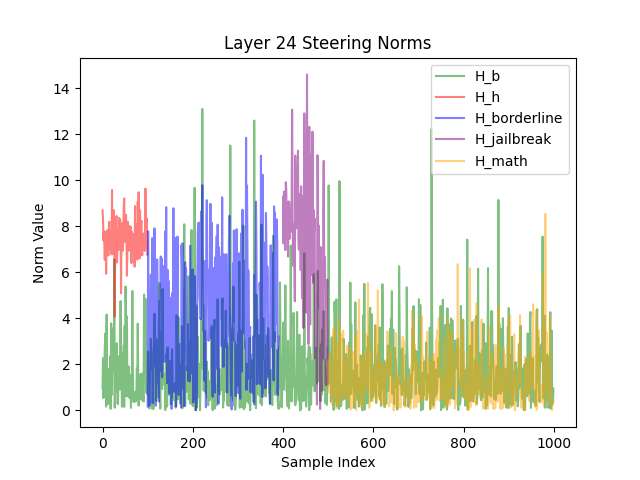 Layer 24 Steering Norms
H_b
H_h
H_borderline
H_jailbreak
H_math
Norm Value
14
12
10
8
6
4
2
0
0 200 400 600 800 1000
Sample Index